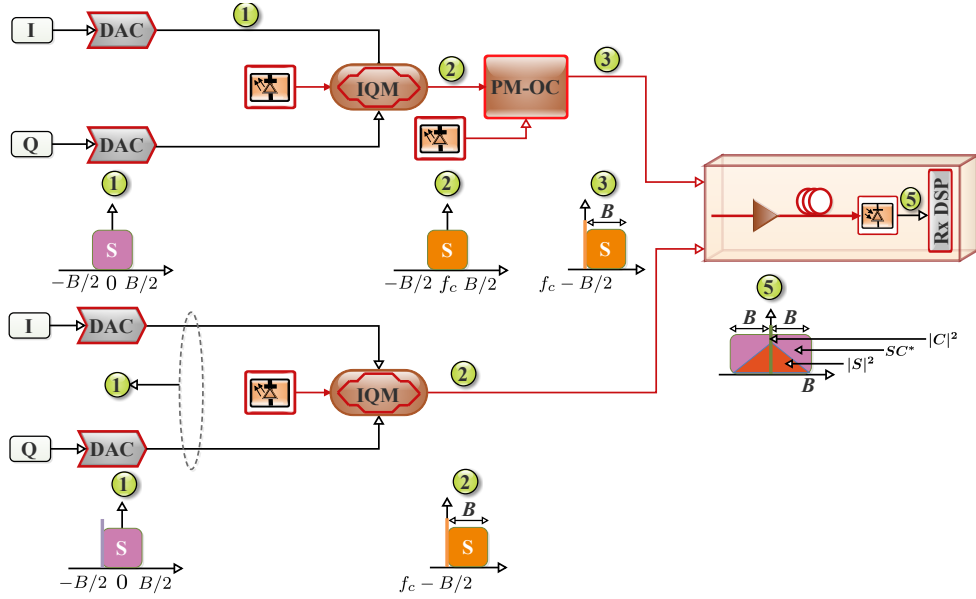 I
DAC
1
IQM
2
PM-OC
3
Q
DAC
1
S
−B/2 0 B/2
2
S
−B/2 f_c B/2
3
B
S
f_c − B/2
5
Rx DSP
I
DAC
1
IQM
2
Q
DAC
1
S
−B/2 0 B/2
2
B
S
f_c − B/2
5
B B
|C|²
SC*
|S|²
B